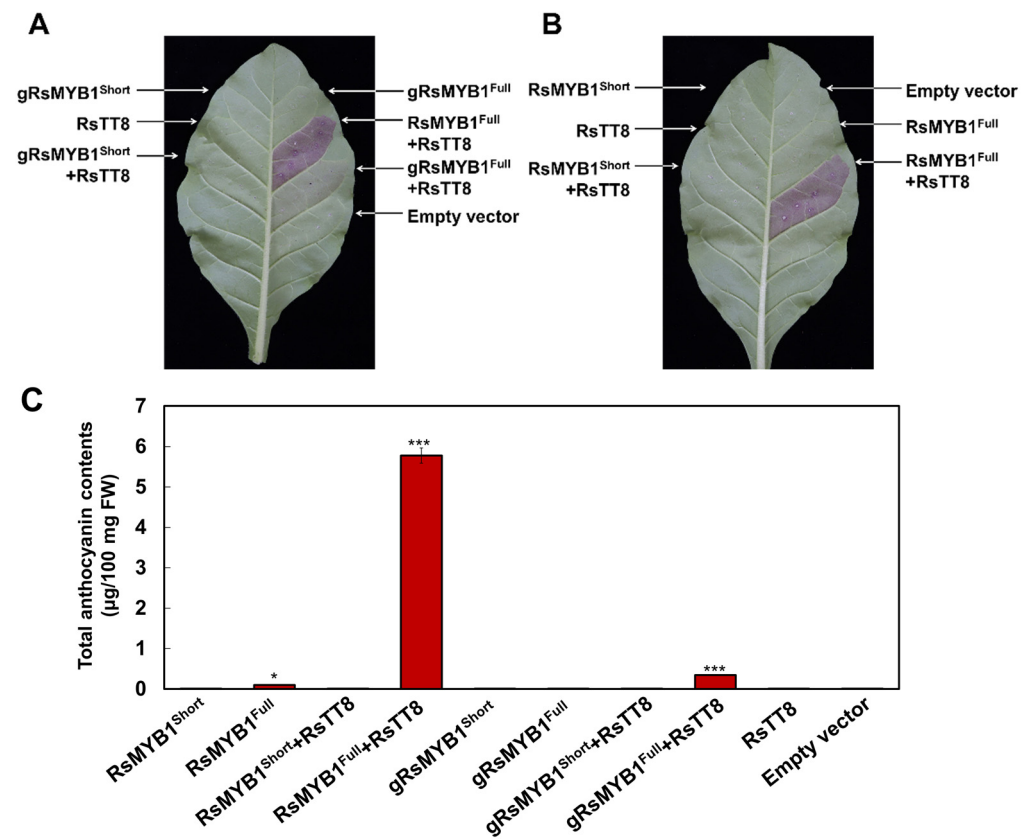 A
gRsMYB1Short
RsTT8
gRsMYB1Short
+RsTT8
gRsMYB1Full
RsMYB1Full
+RsTT8
gRsMYB1Full
+RsTT8
Empty vector
B
RsMYB1Short
RsTT8
RsMYB1Short
+RsTT8
Empty vector
RsMYB1Full
RsMYB1Full
+RsTT8
C
Total anthocyanin contents
(µg/100 mg FW)
7
6
5
4
3
2
1
0
*
***
***
RsMYB1Short
RsMYB1Full
RsMYB1Short+RsTT8
RsMYB1Full+RsTT8
gRsMYB1Short
gRsMYB1Full
gRsMYB1Short+RsTT8
gRsMYB1Full+RsTT8
RsTT8
Empty vector